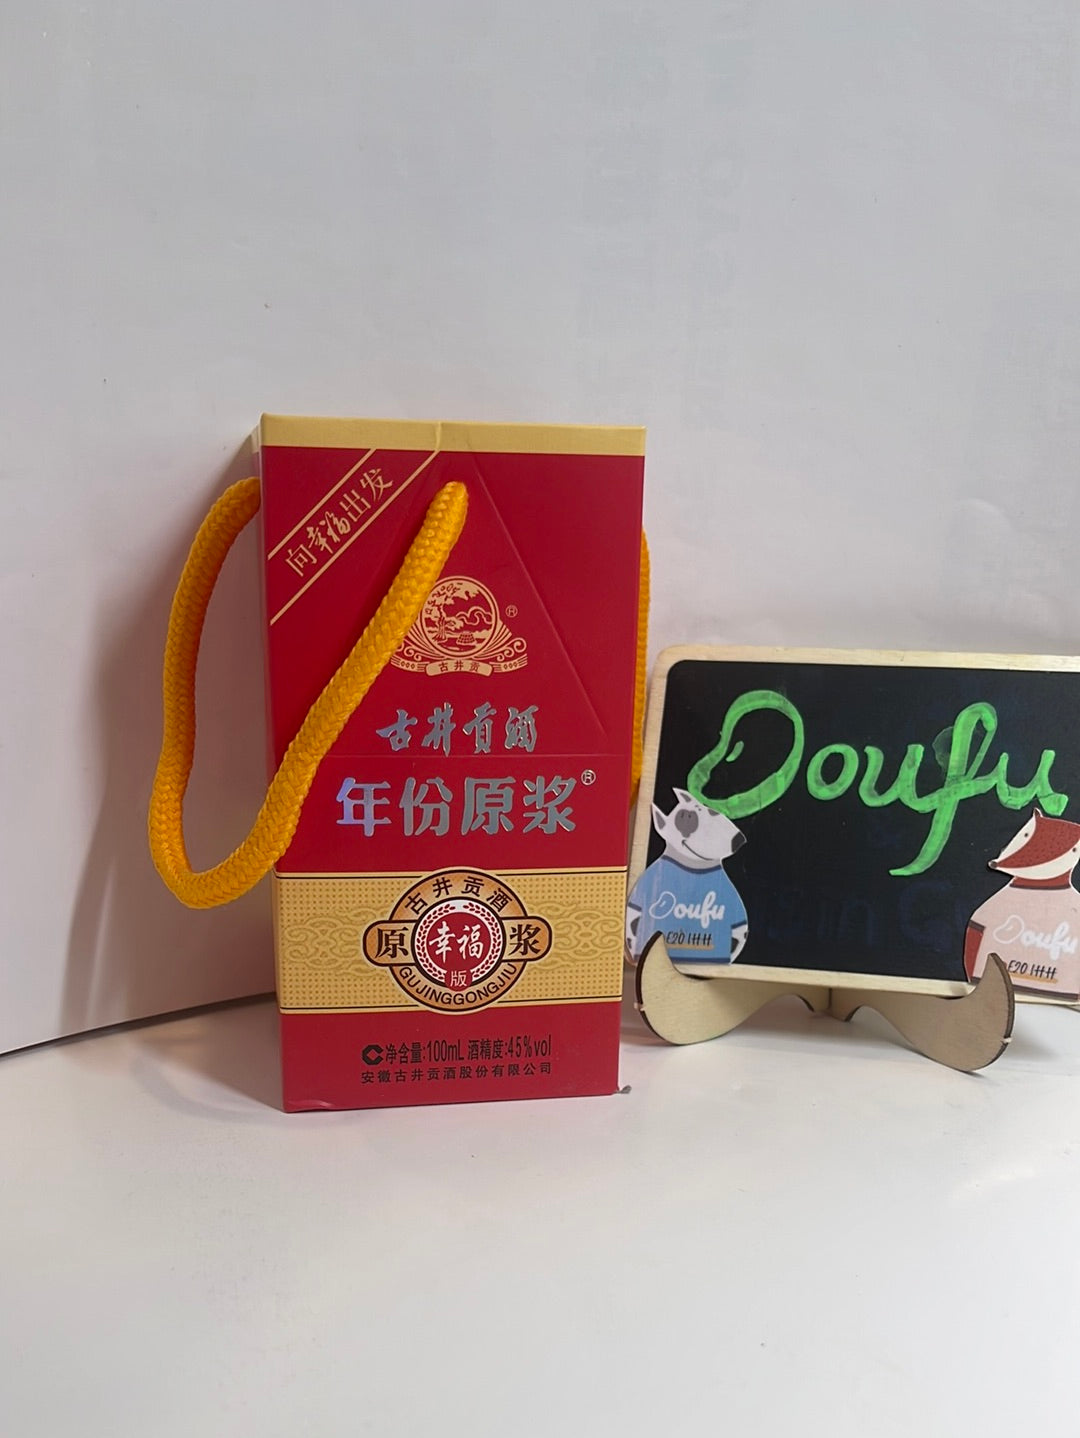 向幸福出发
®
古井贡
古井贡酒
年份原浆®
古井贡酒
原 幸福 浆
版
GUJINGGONGJIU
净含量:100mL 酒精度:45%vol
安徽古井贡酒股份有限公司
Doufu
Doufu
Doufu